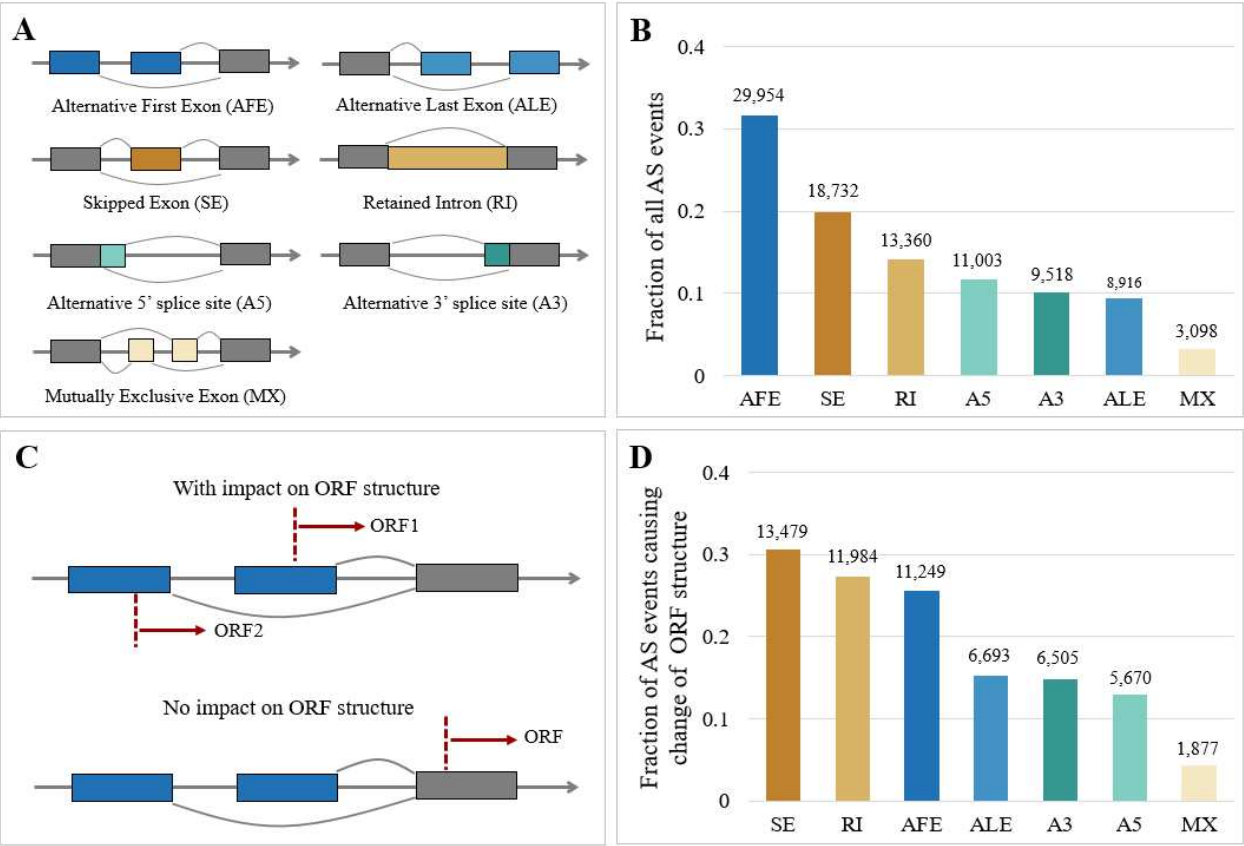 A
Alternative First Exon (AFE)
Alternative Last Exon (ALE)
Skipped Exon (SE)
Retained Intron (RI)
Alternative 5’ splice site (A5)
Alternative 3’ splice site (A3)
Mutually Exclusive Exon (MX)
B
Fraction of all AS events
0.4
0.3
0.2
0.1
0
29,954
18,732
13,360
11,003
9,518
8,916
3,098
AFE SE RI A5 A3 ALE MX
C
With impact on ORF structure
ORF1
ORF2
No impact on ORF structure
ORF
D
Fraction of AS events causing
change of ORF structure
0.4
0.3
0.2
0.1
0
13,479
11,984
11,249
6,693
6,505
5,670
1,877
SE RI AFE ALE A3 A5 MX